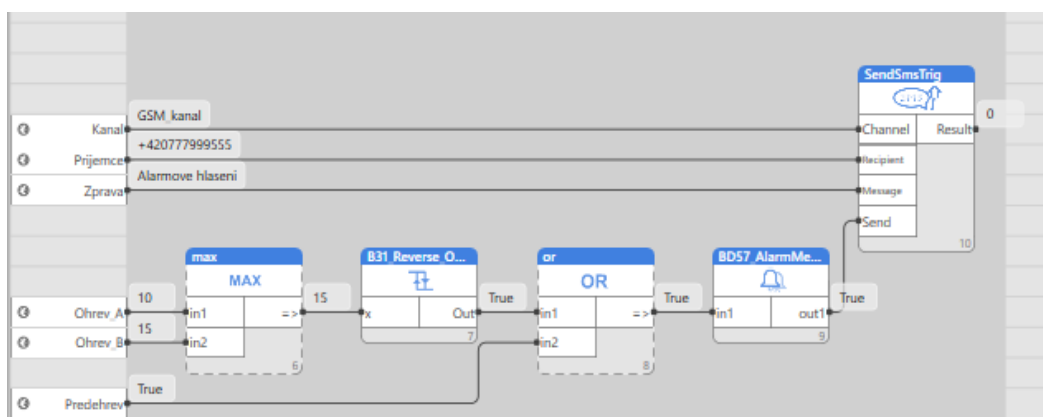 SendSmsTrig
SMS
GSM_kanal
0
Kanal
Channel
Result
+420777999555
Prijemce
Recipient
Alarmove hlaseni
Zprava
Message
Send
10
max
B31_Reverse_O...
or
BD57_AlarmMe...
MAX
OR
10
15
True
True
True
Ohrev_A
in1
=>
x
Out
in1
=>
in1
out1
15
Ohrev_B
in2
7
in2
9
6
8
True
Predehrev